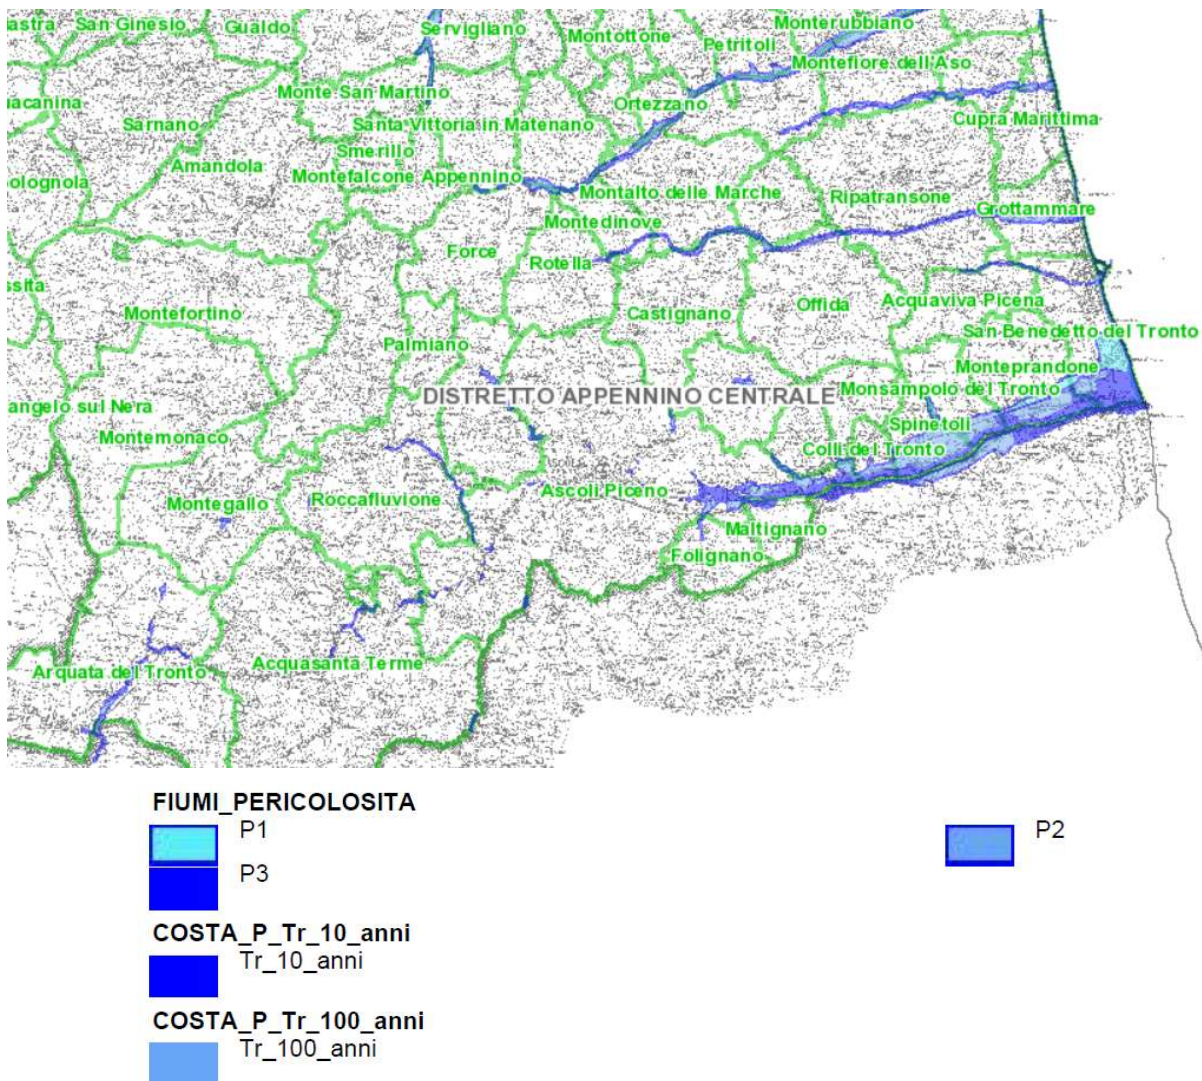 astra San Ginesio Gualdo Servigliano Montottone Petritoli Monterubbiano
Montefiore dell'Aso
acanina Monte San Martino Ortezzano
Sarnano Santa Vittoria in Matenano Cupra Marittima
Amandola Smerillo
olognola Montefalcone Appennino Montalto delle Marche Ripatransone
Montedinove Grottammare
Force Rotella
ssita Montefortino Castignano Offida Acquaviva Picena
Palmiano San Benedetto del Tronto
Monteprandone
DISTRETTO APPENNINO CENTRALE Monsampolo del Tronto
angelo sul Nera Spinetoli
Montemonaco Colli del Tronto
Montegallo Roccafluvione Ascoli Piceno
Maltignano
Folignano
Arquata del Tronto Acquasanta Terme
FIUMI_PERICOLOSITA
P1 P2
P3
COSTA_P_Tr_10_anni
Tr_10_anni
COSTA_P_Tr_100_anni
Tr_100_anni